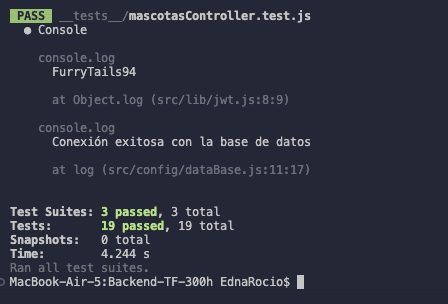 PASS __tests__/mascotasController.test.js
● Console
console.log
FurryTails94
at Object.log (src/lib/jwt.js:8:9)
console.log
Conexión exitosa con la base de datos
at log (src/config/dataBase.js:11:17)
Test Suites: 3 passed, 3 total
Tests: 19 passed, 19 total
Snapshots: 0 total
Time: 4.244 s
Ran all test suites.
MacBook-Air-5:Backend-TF-300h EdnaRocio$